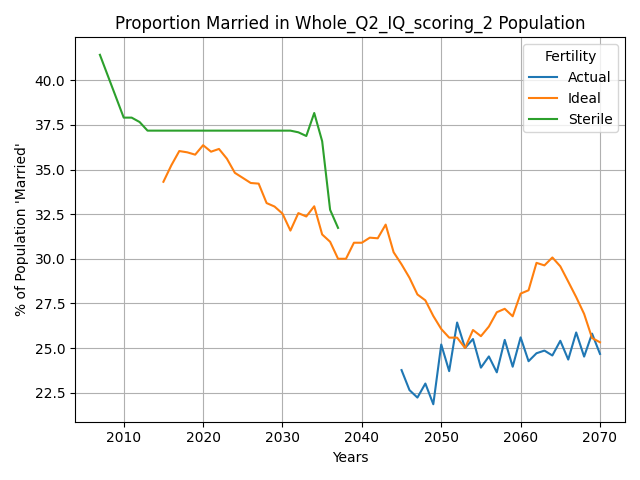 Proportion Married in Whole_Q2_IQ_scoring_2 Population
Fertility
Actual
Ideal
Sterile
% of Population 'Married'
40.0
37.5
35.0
32.5
30.0
27.5
25.0
22.5
2010 2020 2030 2040 2050 2060 2070
Years